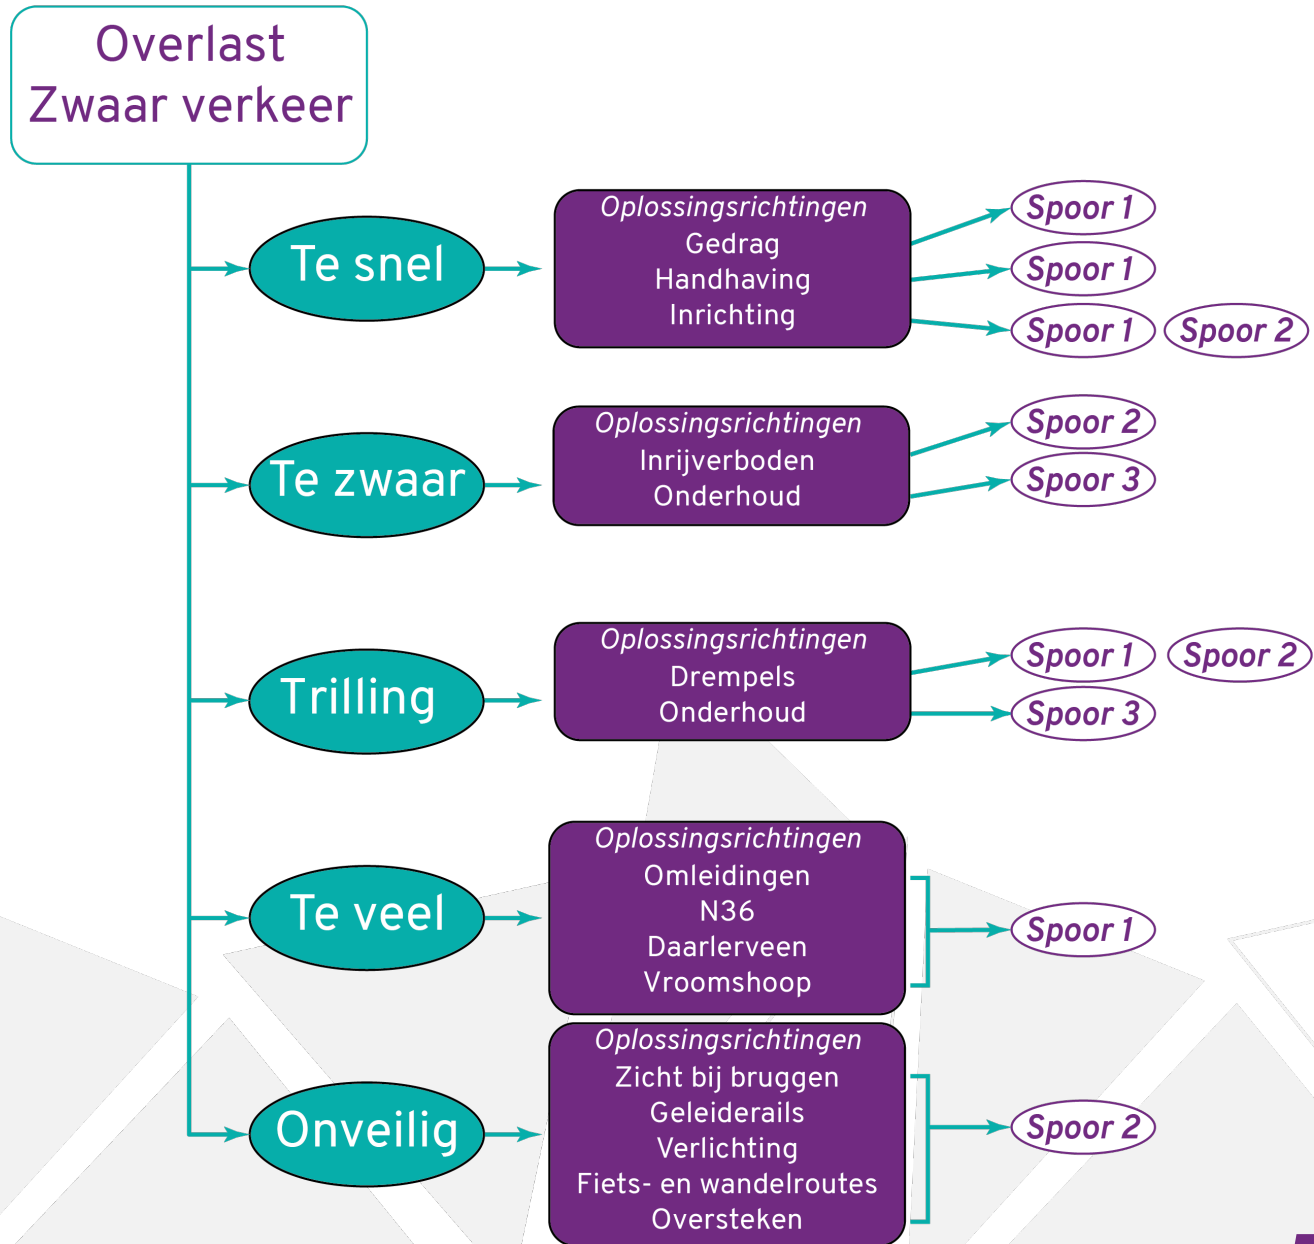 Overlast
Zwaar verkeer
Te snel
Oplossingsrichtingen
Gedrag
Handhaving
Inrichting
Spoor 1
Spoor 1
Spoor 1
Spoor 2
Te zwaar
Oplossingsrichtingen
Inrijverboden
Onderhoud
Spoor 2
Spoor 3
Trilling
Oplossingsrichtingen
Drempels
Onderhoud
Spoor 1
Spoor 2
Spoor 3
Te veel
Oplossingsrichtingen
Omleidingen
N36
Daarlerveen
Vroomshoop
Spoor 1
Onveilig
Oplossingsrichtingen
Zicht bij bruggen
Geleiderails
Verlichting
Fiets- en wandelroutes
Oversteken
Spoor 2